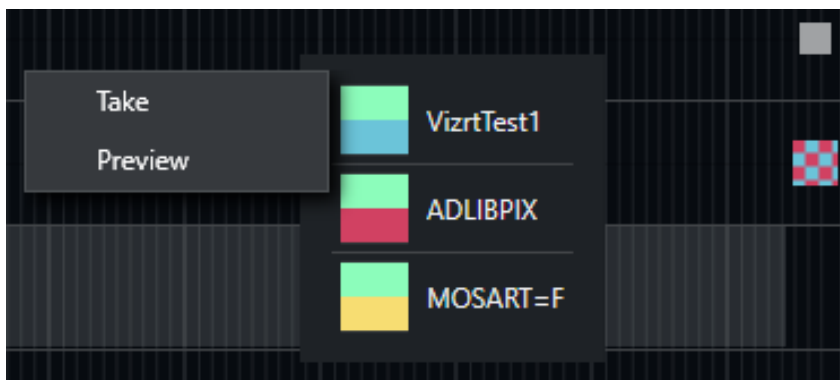 Take
Preview
VizrtTest1
ADLIBPIX
MOSART=F